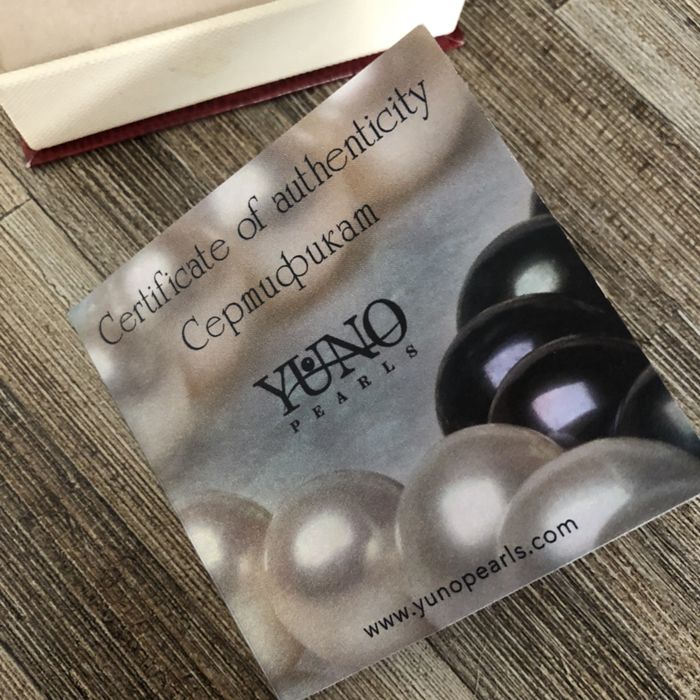 Certificate of authenticity
Сертификат
YUNO
PEARLS
www.yunopearls.com